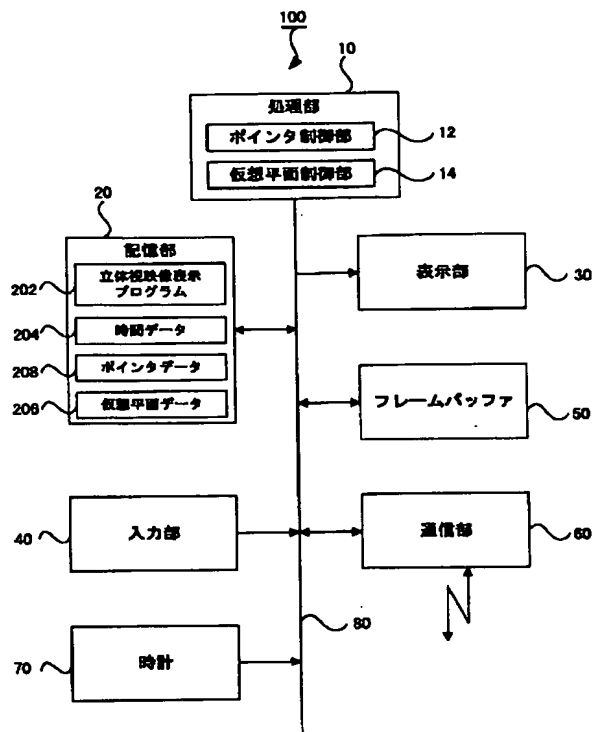 100
10
処理部
ポインタ制御部
12
仮想平面制御部
14
20
記憶部
202
立体視映像表示
プログラム
204
時間データ
208
ポインタデータ
206
仮想平面データ
表示部
30
フレームバッファ
50
40
入力部
通信部
60
80
70
時計